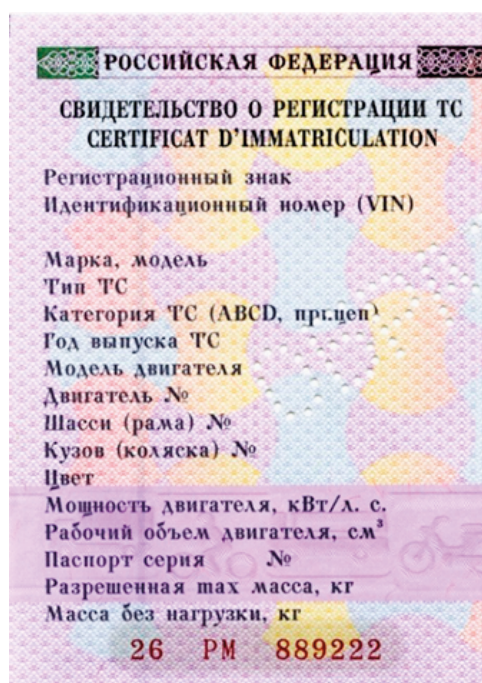 РОССИЙСКАЯ ФЕДЕРАЦИЯ
СВИДЕТЕЛЬСТВО О РЕГИСТРАЦИИ ТС
CERTIFICAT D'IMMATRICULATION
Регистрационный знак
Идентификационный номер (VIN)
Марка, модель
Тип ТС
Категория ТС (ABCD, прицеп)
Год выпуска ТС
Модель двигателя
Двигатель №
Шасси (рама) №
Кузов (коляска) №
Цвет
Мощность двигателя, кВт/л. с.
Рабочий объем двигателя, см³
Паспорт серия №
Разрешенная max масса, кг
Масса без нагрузки, кг
26 РМ 889222